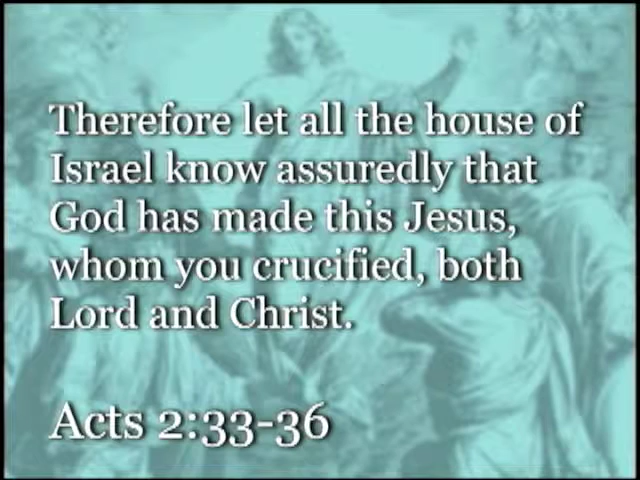 Therefore let all the house of
Israel know assuredly that
God has made this Jesus,
whom you crucified, both
Lord and Christ.
Acts 2:33-36